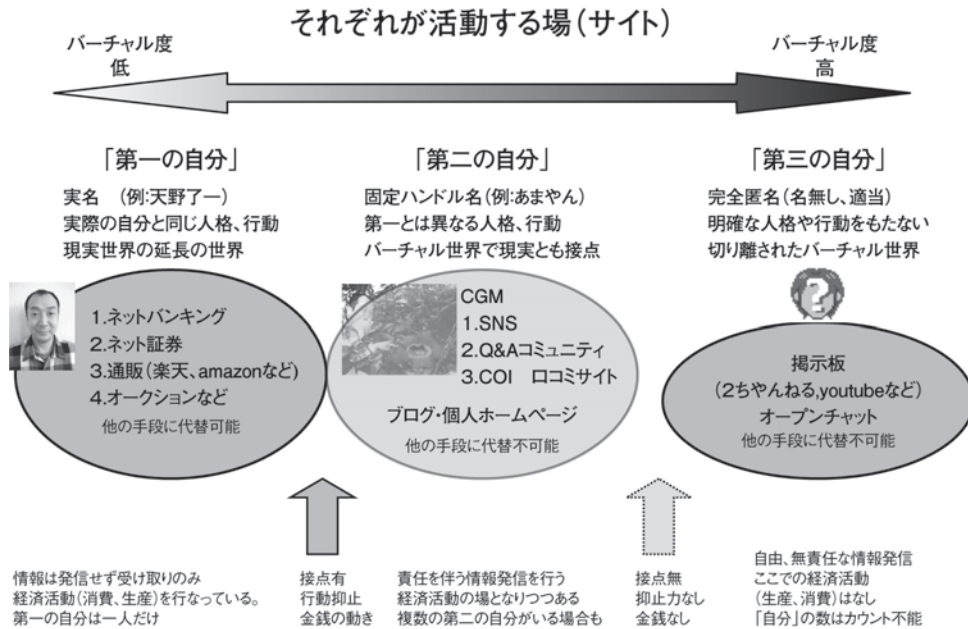 それぞれが活動する場（サイト）
バーチャル度
低
バーチャル度
高
「第一の自分」
実名　（例:天野了一）
実際の自分と同じ人格、行動
現実世界の延長の世界
1.ネットバンキング
2.ネット証券
3.通販（楽天、amazonなど）
4.オークションなど
他の手段に代替可能
「第二の自分」
固定ハンドル名（例:あまやん）
第一とは異なる人格、行動
バーチャル世界で現実とも接点
CGM
1.SNS
2.Q&Aコミュニティ
3.COI　口コミサイト
ブログ・個人ホームページ
他の手段に代替不可能
「第三の自分」
完全匿名（名無し、適当）
明確な人格や行動をもたない
切り離されたバーチャル世界
?
掲示板
（2ちゃんねる,youtubeなど）
オープンチャット
他の手段に代替不可能
情報は発信せず受け取りのみ
経済活動（消費、生産）を行なっている。
第一の自分は一人だけ
接点有
行動抑止
金銭の動き
責任を伴う情報発信を行う
経済活動の場となりつつある
複数の第二の自分がいる場合も
接点無
抑止力なし
金銭なし
自由、無責任な情報発信
ここでの経済活動
（生産、消費）はなし
「自分」の数はカウント不能